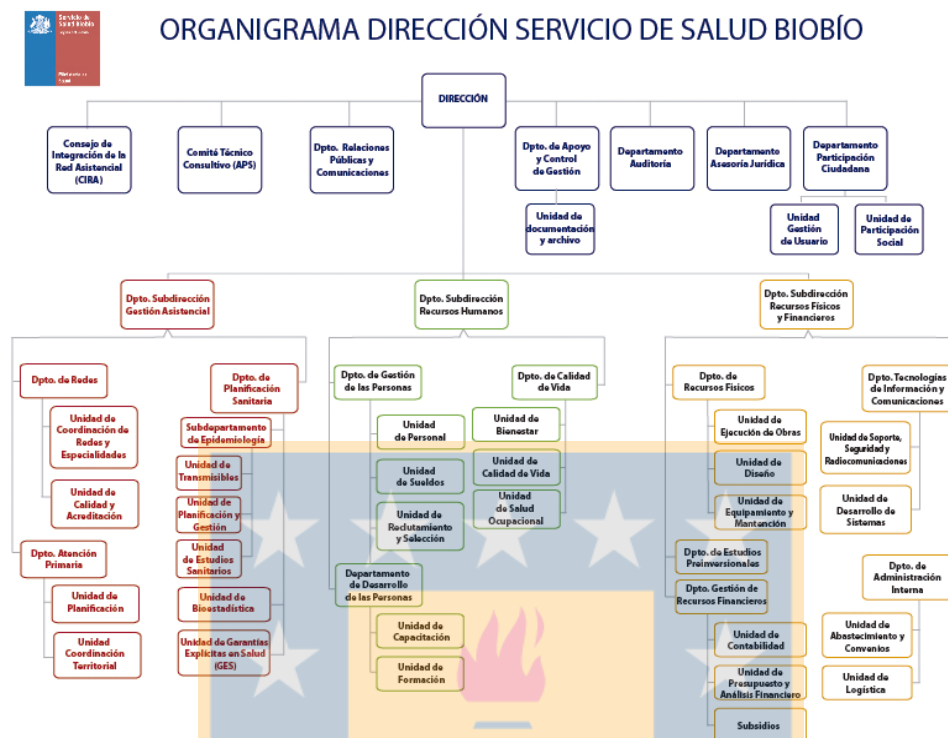 Servicio de
Salud Biobío
ORGANIGRAMA DIRECCIÓN SERVICIO DE SALUD BIOBÍO
DIRECCIÓN
Consejo de
Integración de la
Red Asistencial
(CIRA)
Comité Técnico
Consultivo (APS)
Dpto. Relaciones
Públicas y
Comunicaciones
Dpto. de Apoyo
y Control
de Gestión
Departamento
Auditoría
Departamento
Asesoría Jurídica
Departamento
Participación
Ciudadana
Unidad de
documentación
y archivo
Unidad
Gestión
de Usuario
Unidad de
Participación
Social
Dpto. Subdirección
Gestión Asistencial
Dpto. Subdirección
Recursos Humanos
Dpto. Subdirección
Recursos Físicos
y Financieros
Dpto. de Redes
Unidad de
Coordinación de
Redes y
Especialidades
Unidad de
Calidad y
Acreditación
Dpto. Atención
Primaria
Unidad de
Planificación
Unidad
Coordinación
Territorial
Dpto. de
Planificación
Sanitaria
Subdepartamento
de Epidemiología
Unidad de
Transmisibles
Unidad de
Planificación y
Gestión
Unidad
de Estudios
Sanitarios
Unidad de
Bioestadística
Unidad de Garantías
Explícitas en Salud
(GES)
Dpto. de Gestión
de las Personas
Unidad
de Personal
Unidad
de Sueldos
Unidad de
Reclutamiento
y Selección
Departamento
de Desarrollo
de las Personas
Unidad de
Capacitación
Unidad de
Formación
Dpto. de Calidad
de Vida
Unidad de
Bienestar
Unidad de
Calidad de Vida
Unidad
de Salud
Ocupacional
Dpto. de
Recursos Físicos
Unidad de
Ejecución de Obras
Unidad de
Diseño
Unidad de
Equipamiento y
Mantención
Dpto. de Estudios
Preinversionales
Dpto. Gestión de
Recursos Financieros
Unidad de
Contabilidad
Unidad de
Presupuesto y
Análisis Financiero
Subsidios
Dpto. Tecnologías
de Información y
Comunicaciones
Unidad de Soporte,
Seguridad y
Radiocomunicaciones
Unidad de
Desarrollo de
Sistemas
Dpto. de
Administración
Interna
Unidad de
Abastecimiento y
Convenios
Unidad de
Logística